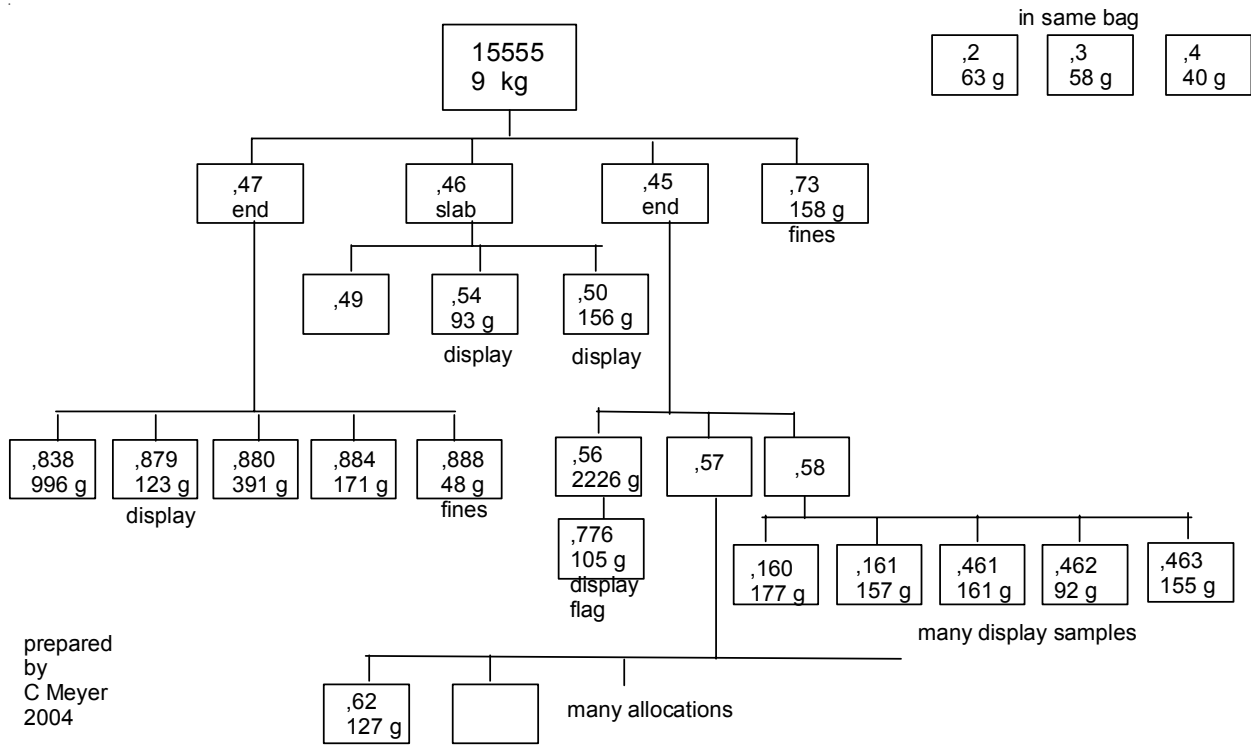 in same bag
15555
9 kg
,2
63 g
,3
58 g
,4
40 g
,47
end
,46
slab
,45
end
,73
158 g
fines
,49
,54
93 g
display
,50
156 g
display
,838
996 g
,879
123 g
display
,880
391 g
,884
171 g
,888
48 g
fines
,56
2226 g
,57
,58
,776
105 g
display
flag
,160
177 g
,161
157 g
,461
161 g
,462
92 g
,463
155 g
many display samples
prepared
by
C Meyer
2004
,62
127 g
many allocations